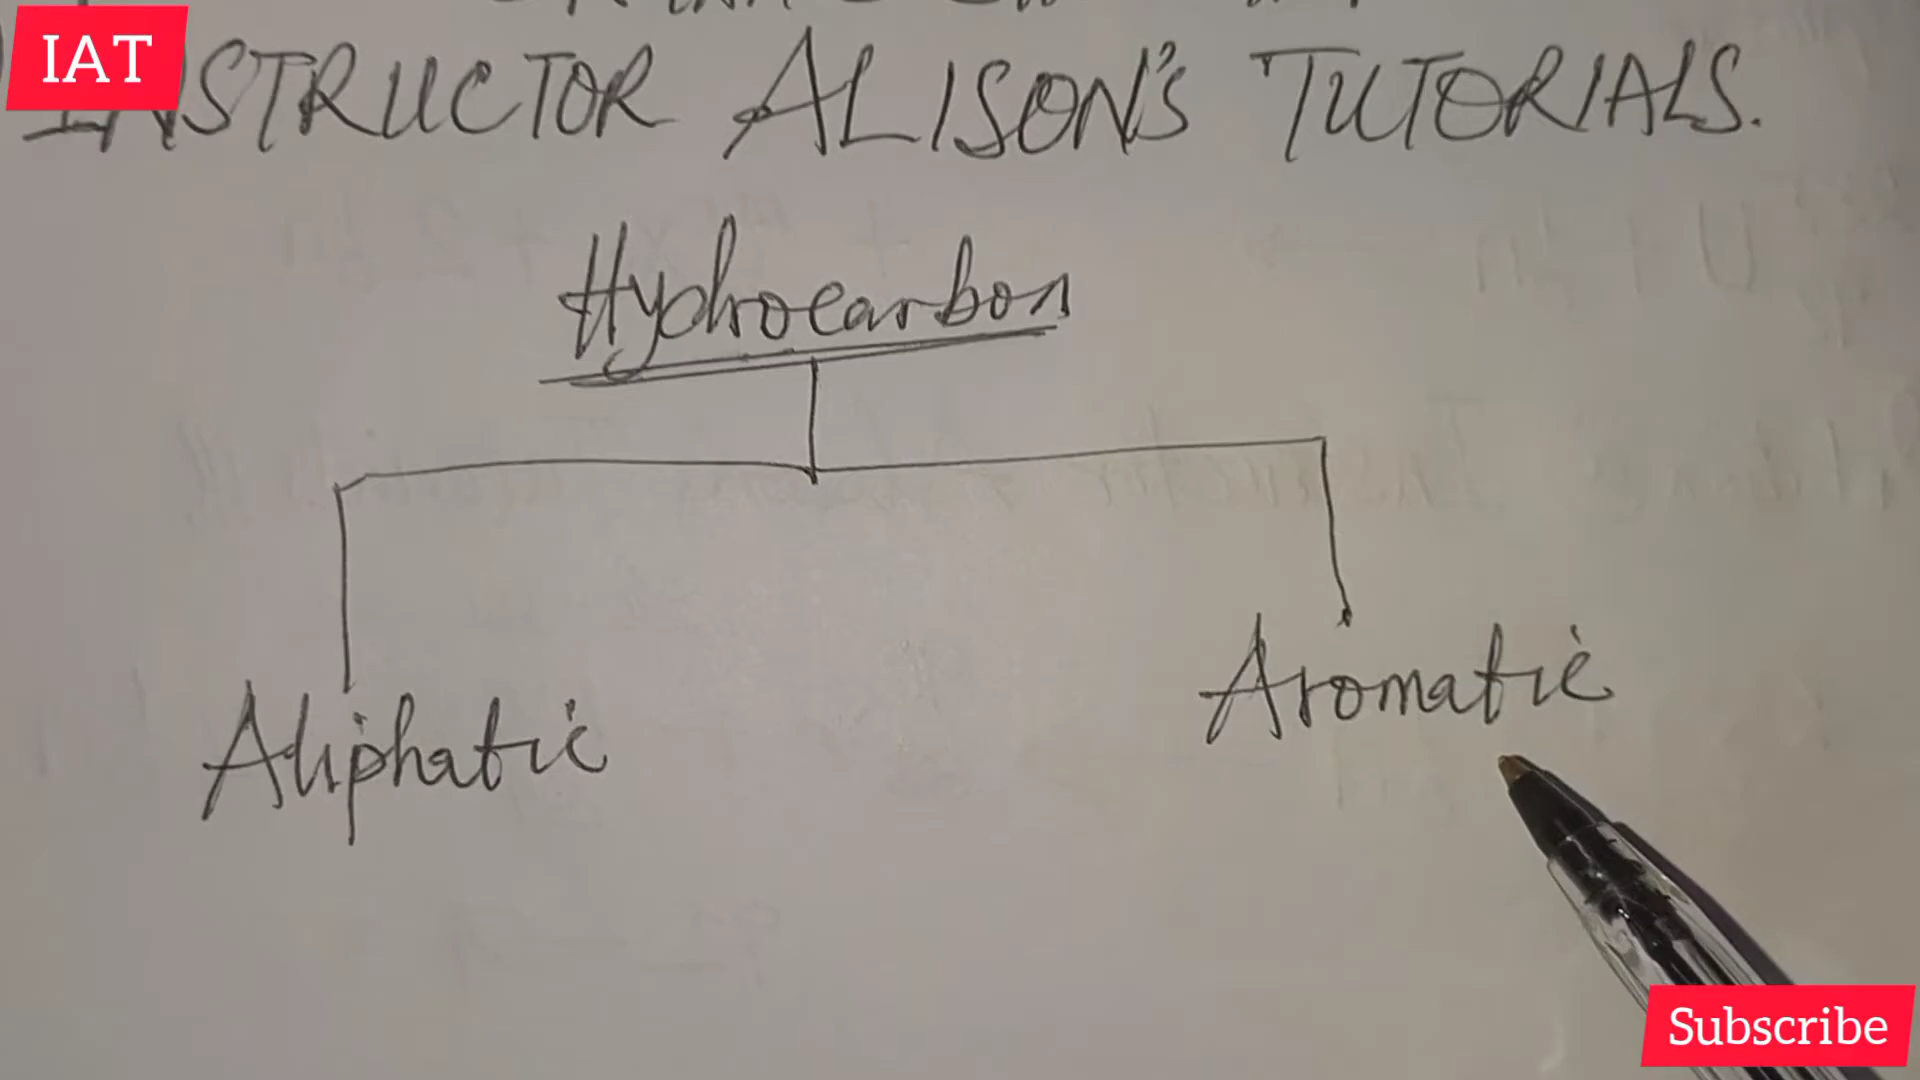 IAT
INSTRUCTOR ALISON'S TUTORIALS.
Hydrocarbon
Aliphatic
Aromatic
Subscribe